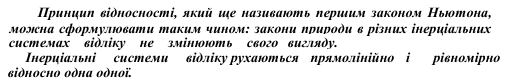 Принцип відносності, який ще називають першим законом Ньютона,
можна сформулювати таким чином: закони природи в різних інерціальних
системах відліку не змінюють свого вигляду.
Інерціальні системи відліку рухаються прямолінійно і рівномірно
відносно одна одної.